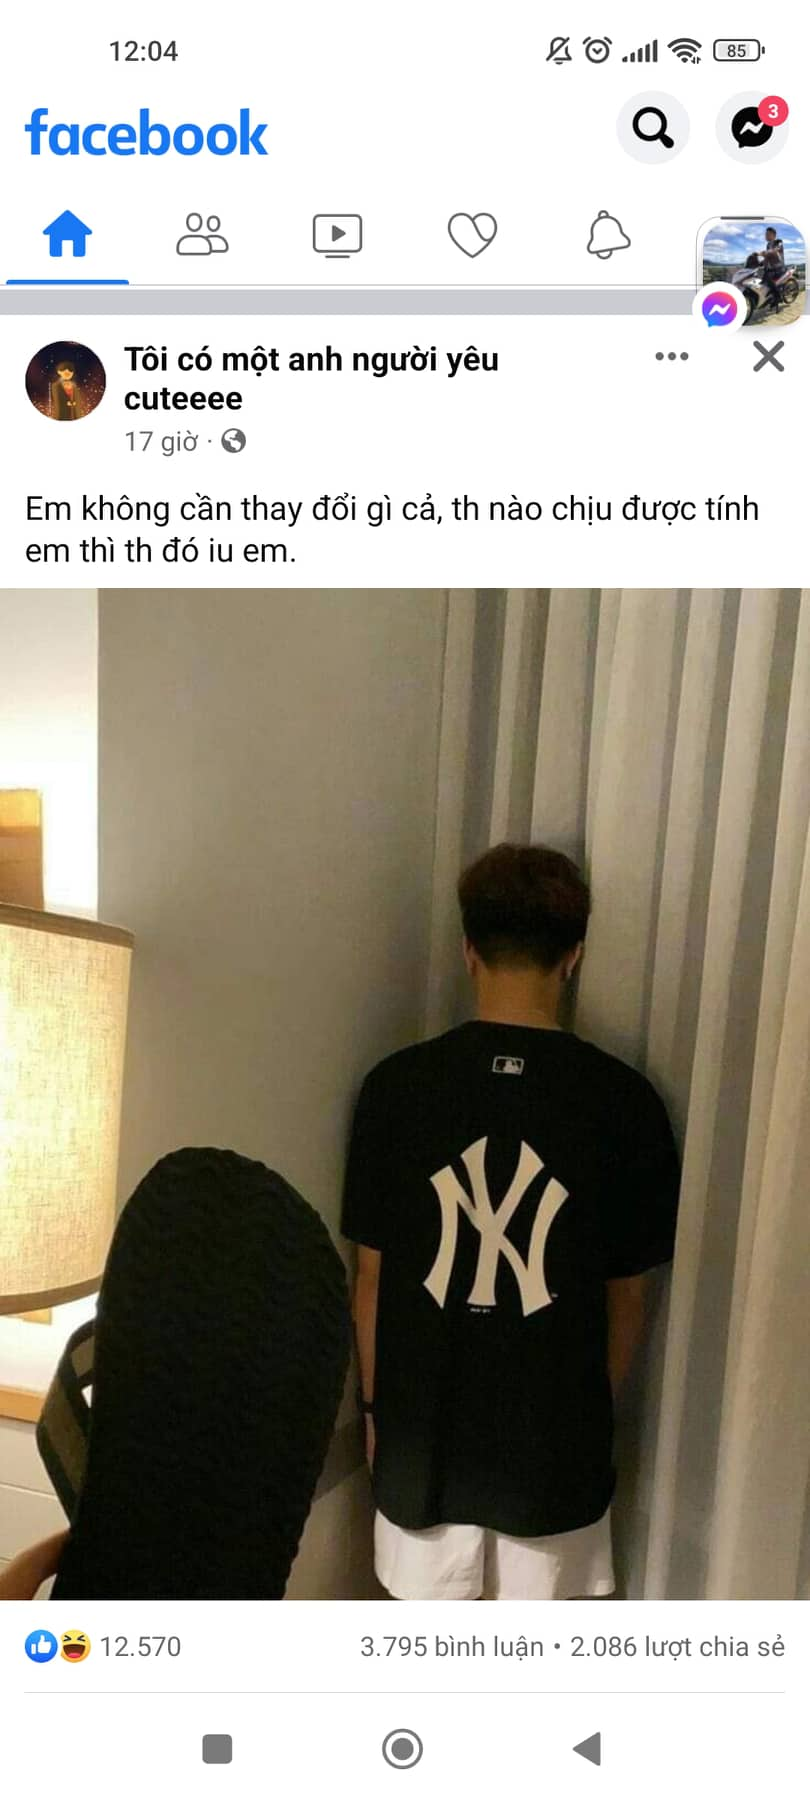 12:04
85
facebook
3
Tôi có một anh người yêu
cuteeee
17 giờ ·
Em không cần thay đổi gì cả, th nào chịu được tính
em thì th đó iu em.
NY
12.570
3.795 bình luận • 2.086 lượt chia sẻ